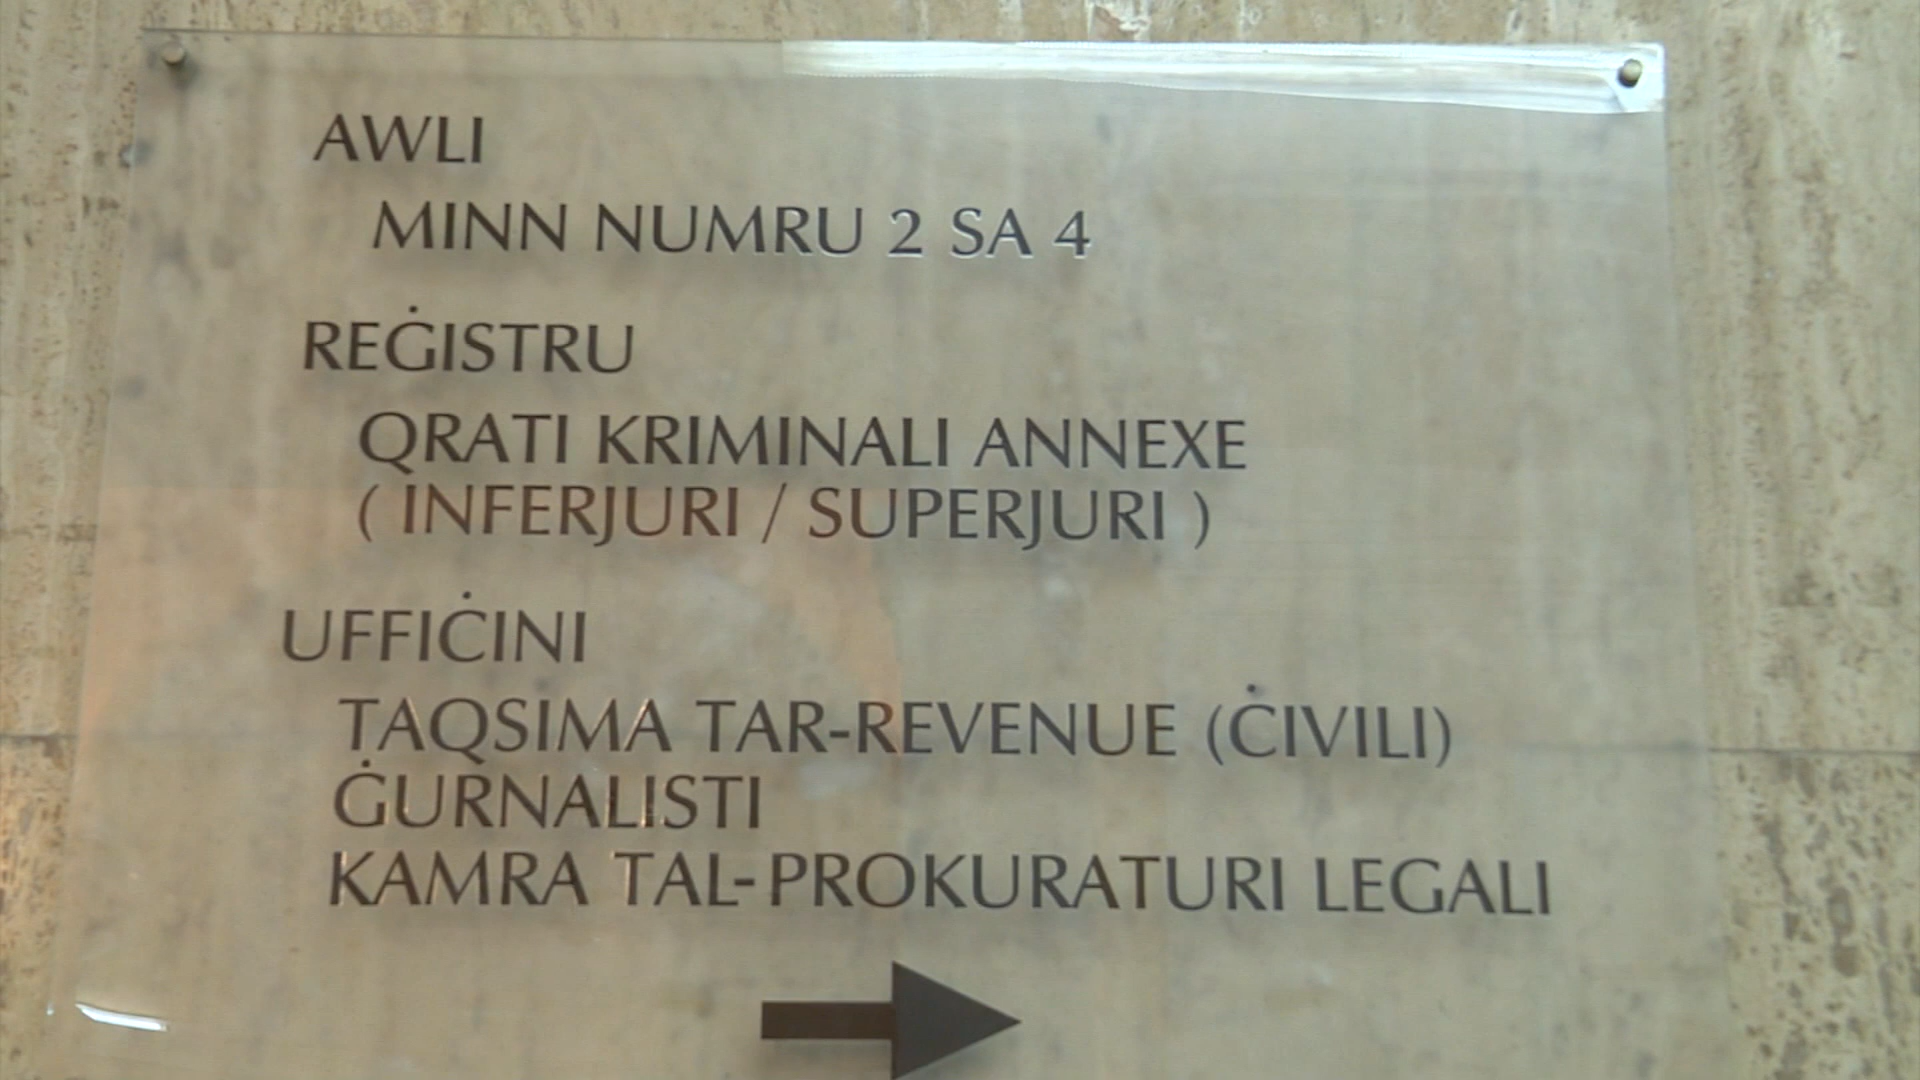 AWLI
MINN NUMRU 2 SA 4
REĠISTRU
QRATI KRIMINALI ANNEXE
( INFERJURI / SUPERJURI )
UFFIĊINI
TAQSIMA TAR-REVENUE (ĊIVILI)
ĠURNALISTI
KAMRA TAL-PROKURATURI LEGALI